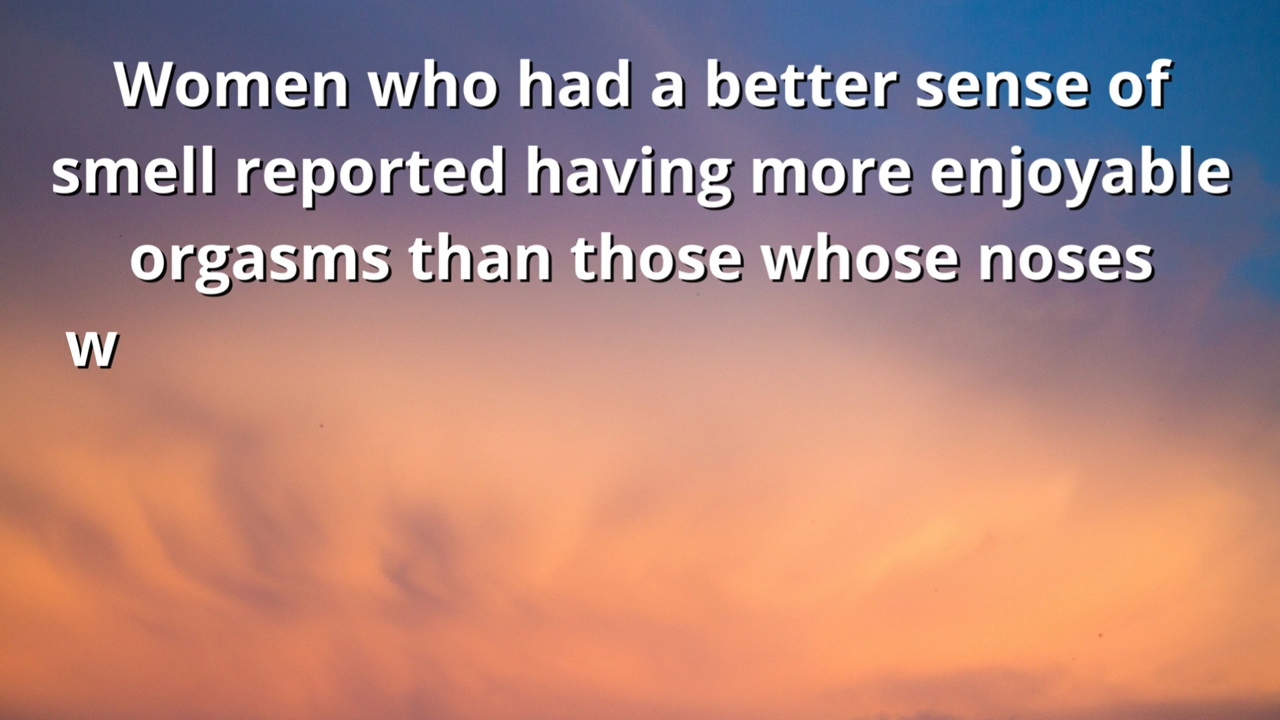 Women who had a better sense of
smell reported having more enjoyable
orgasms than those whose noses
w